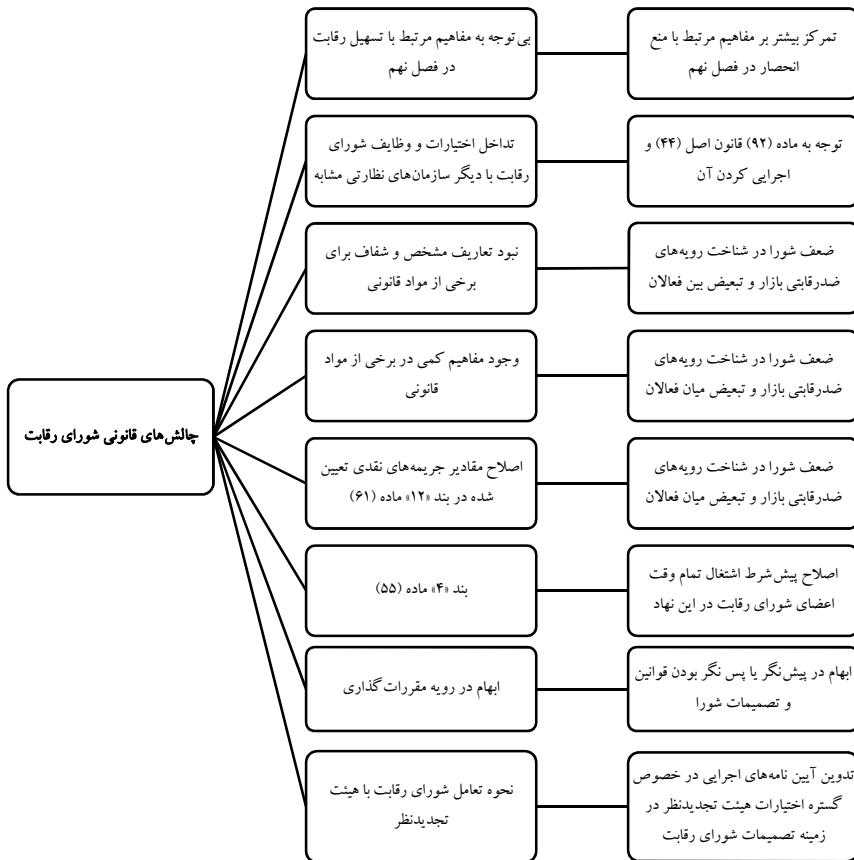 چالش‌های قانونی شورای رقابت
بی‌توجه به مفاهیم مرتبط با تسهیل رقابت
در فصل نهم
تمرکز بیشتر بر مفاهیم مرتبط با منع
انحصار در فصل نهم
تداخل اختیارات و وظایف شورای
رقابت با دیگر سازمان‌های نظارتی مشابه
توجه به ماده (۹۲) قانون اصل (۴۴) و
اجرایی کردن آن
نبود تعاریف مشخص و شفاف برای
برخی از مواد قانونی
ضعف شورا در شناخت رویه‌های
ضدرقابتی بازار و تبعیض بین فعالان
وجود مفاهیم کمی در برخی از مواد
قانونی
ضعف شورا در شناخت رویه‌های
ضدرقابتی بازار و تبعیض میان فعالان
اصلاح مقادیر جریمه‌های نقدی تعیین
شده در بند «۱۲» ماده (۶۱)
ضعف شورا در شناخت رویه‌های
ضدرقابتی بازار و تبعیض میان فعالان
بند «۴» ماده (۵۵)
اصلاح پیش‌شرط اشتغال تمام وقت
اعضای شورای رقابت در این نهاد
ابهام در رویه مقررات‌گذاری
ابهام در پیش‌نگر یا پس نگر بودن قوانین
و تصمیمات شورا
نحوه تعامل شورای رقابت با هیئت
تجدیدنظر
تدوین آیین نامه‌های اجرایی در خصوص
گستره اختیارات هیئت تجدیدنظر در
زمینه تصمیمات شورای رقابت